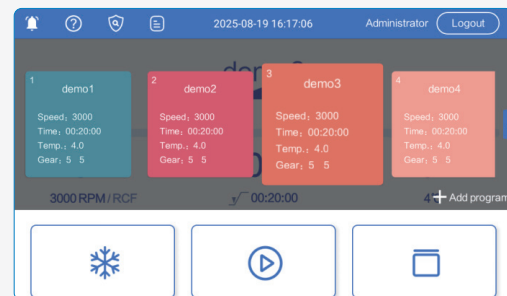 2025-08-19 16:17:06
Administrator
Logout
1
demo1
Speed: 3000
Time: 00:20:00
Temp.: 4.0
Gear: 5 5
2
demo2
Speed: 3000
Time: 00:20:00
Temp.: 4.0
Gear: 5 5
3
demo3
Speed: 3000
Time: 00:20:00
Temp.: 4.0
Gear: 5 5
4
demo4
Speed: 3000
Time: 00:20:00
Temp.: 4.0
Gear: 5 5
3000 RPM/RCF
00:20:00
Add program